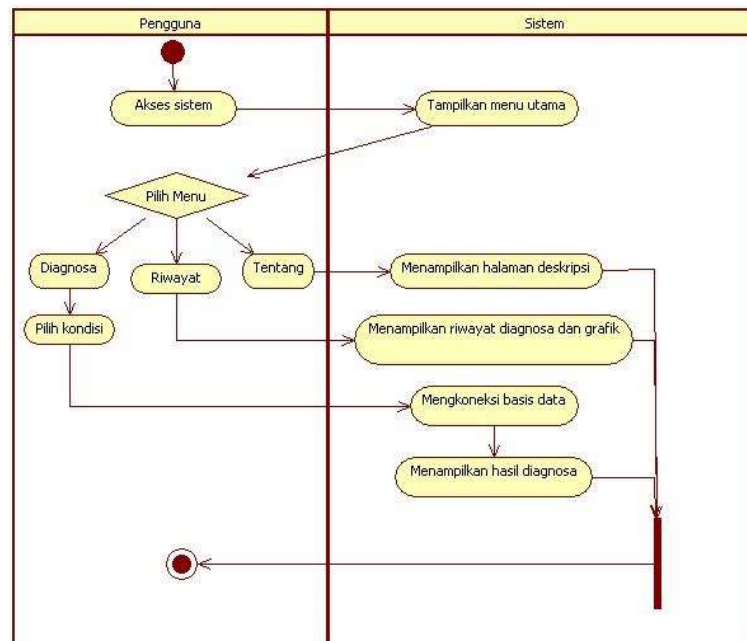 Pengguna
Sistem
Akses sistem
Tampilkan menu utama
Pilih Menu
Diagnosa
Riwayat
Tentang
Menampilkan halaman deskripsi
Pilih kondisi
Menampilkan riwayat diagnosa dan grafik
Mengkoneksi basis data
Menampilkan hasil diagnosa